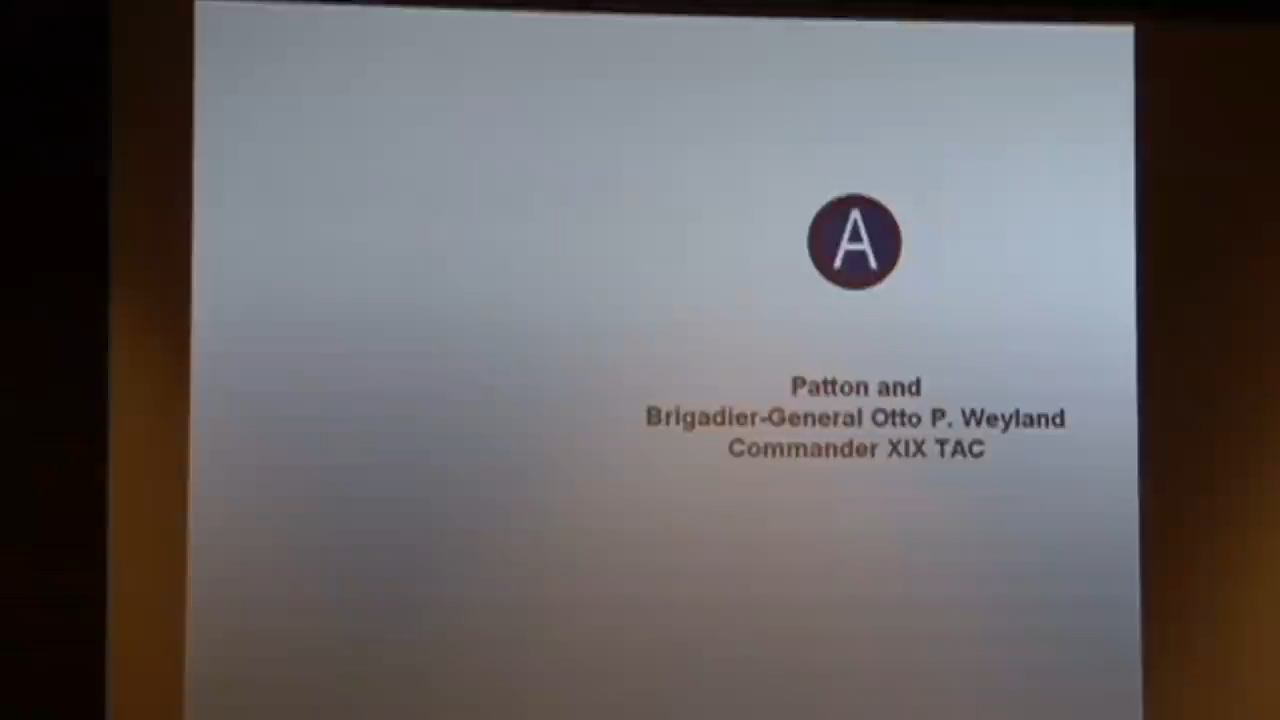 A
Patton and
Brigadier-General Otto P. Weyland
Commander XIX TAC